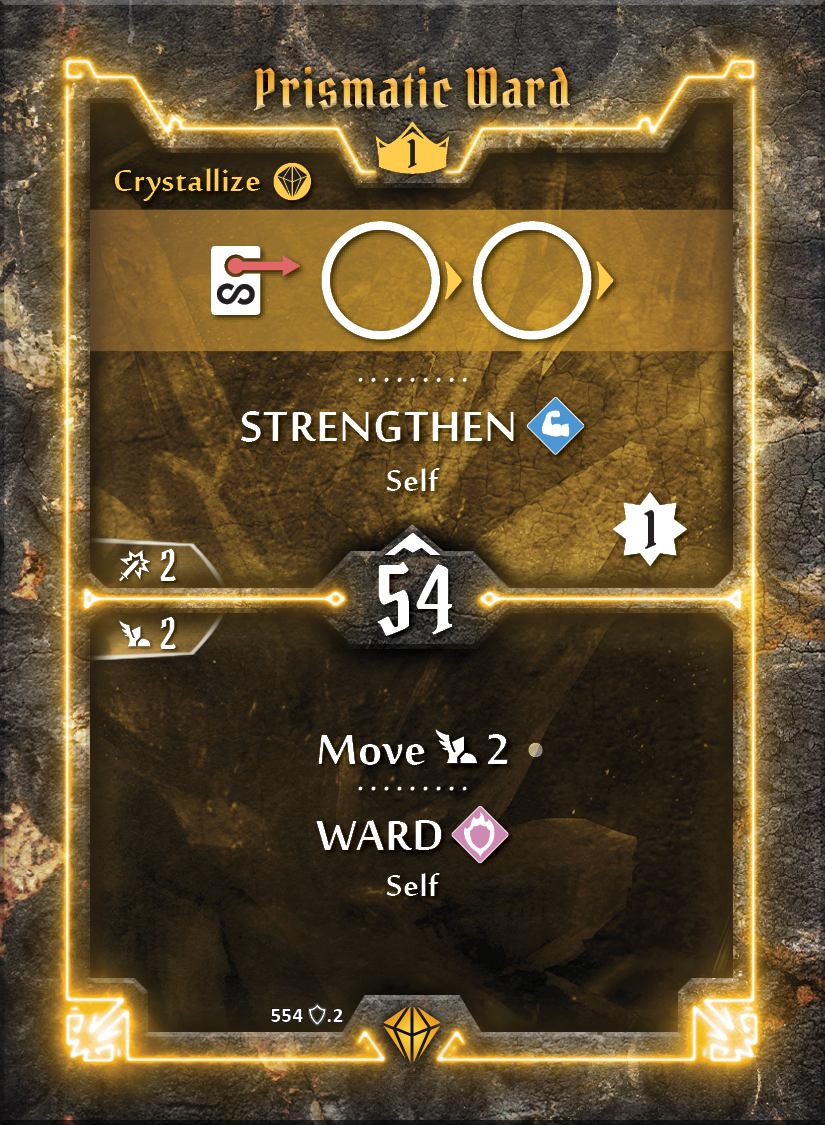 Prismatic Ward
1
Crystallize
∞
STRENGTHEN
Self
1
2
54
2
Move 2
WARD
Self
554 .2